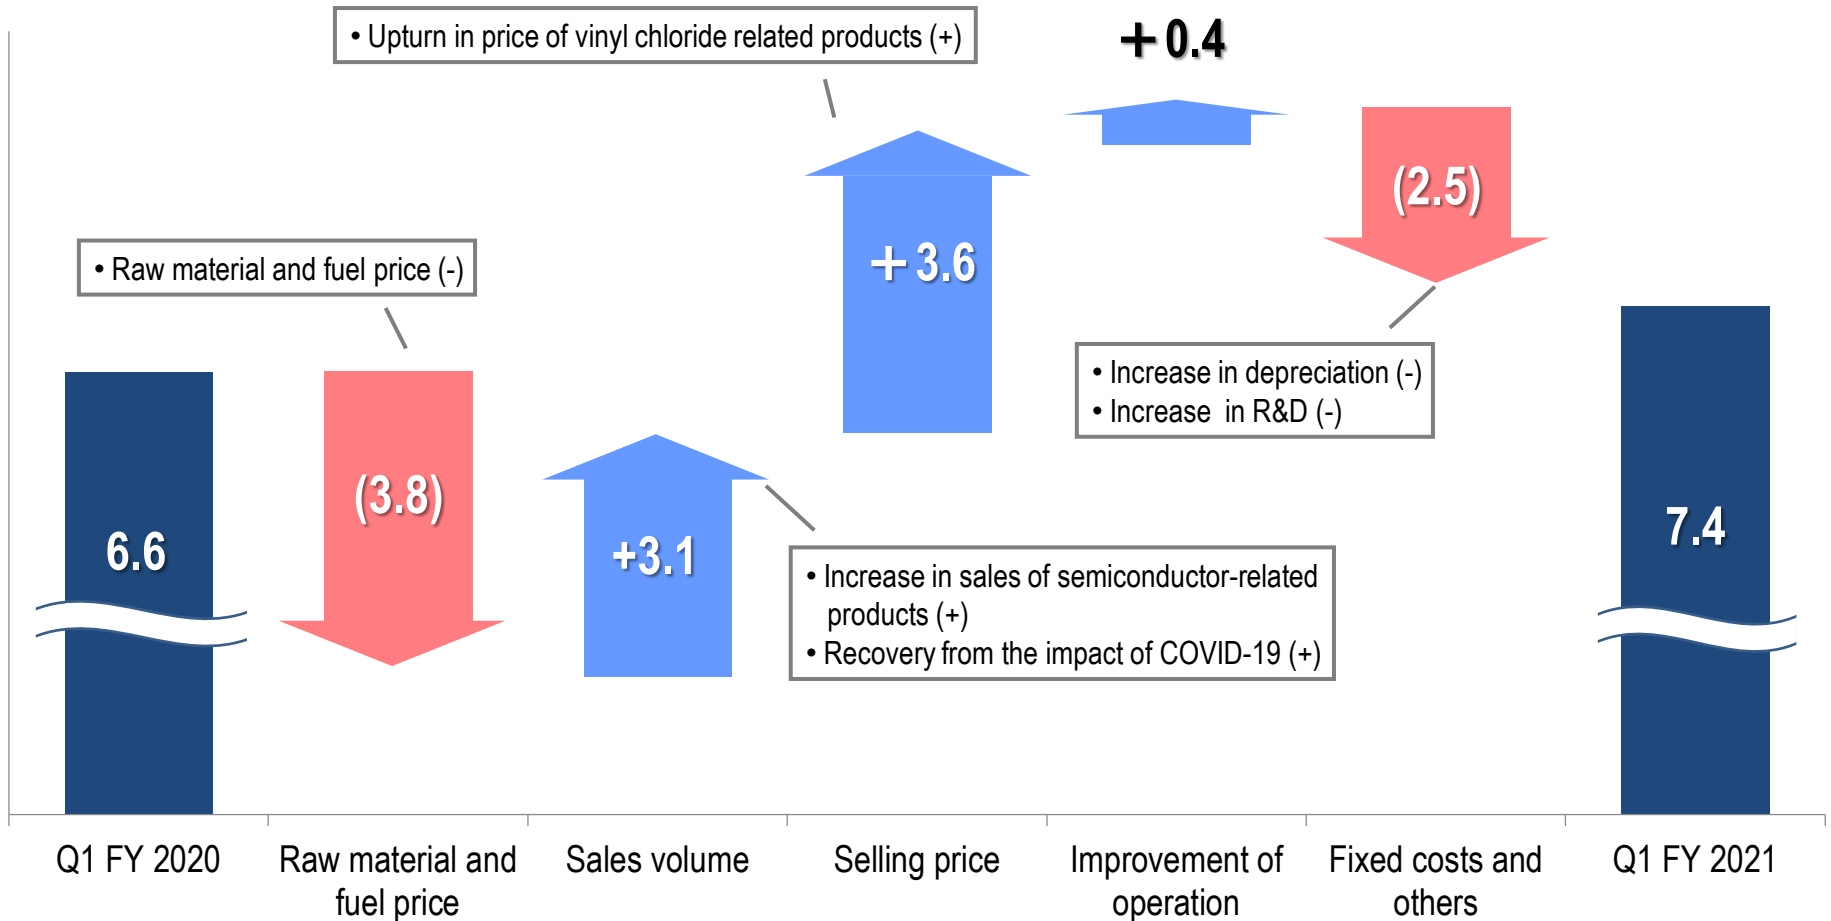 • Upturn in price of vinyl chloride related products (+)
+ 0.4
(2.5)
+ 3.6
• Raw material and fuel price (-)
• Increase in depreciation (-)
• Increase in R&D (-)
(3.8)
6.6
+3.1
7.4
• Increase in sales of semiconductor-related
products (+)
• Recovery from the impact of COVID-19 (+)
Q1 FY 2020
Raw material and
fuel price
Sales volume
Selling price
Improvement of
operation
Fixed costs and
others
Q1 FY 2021